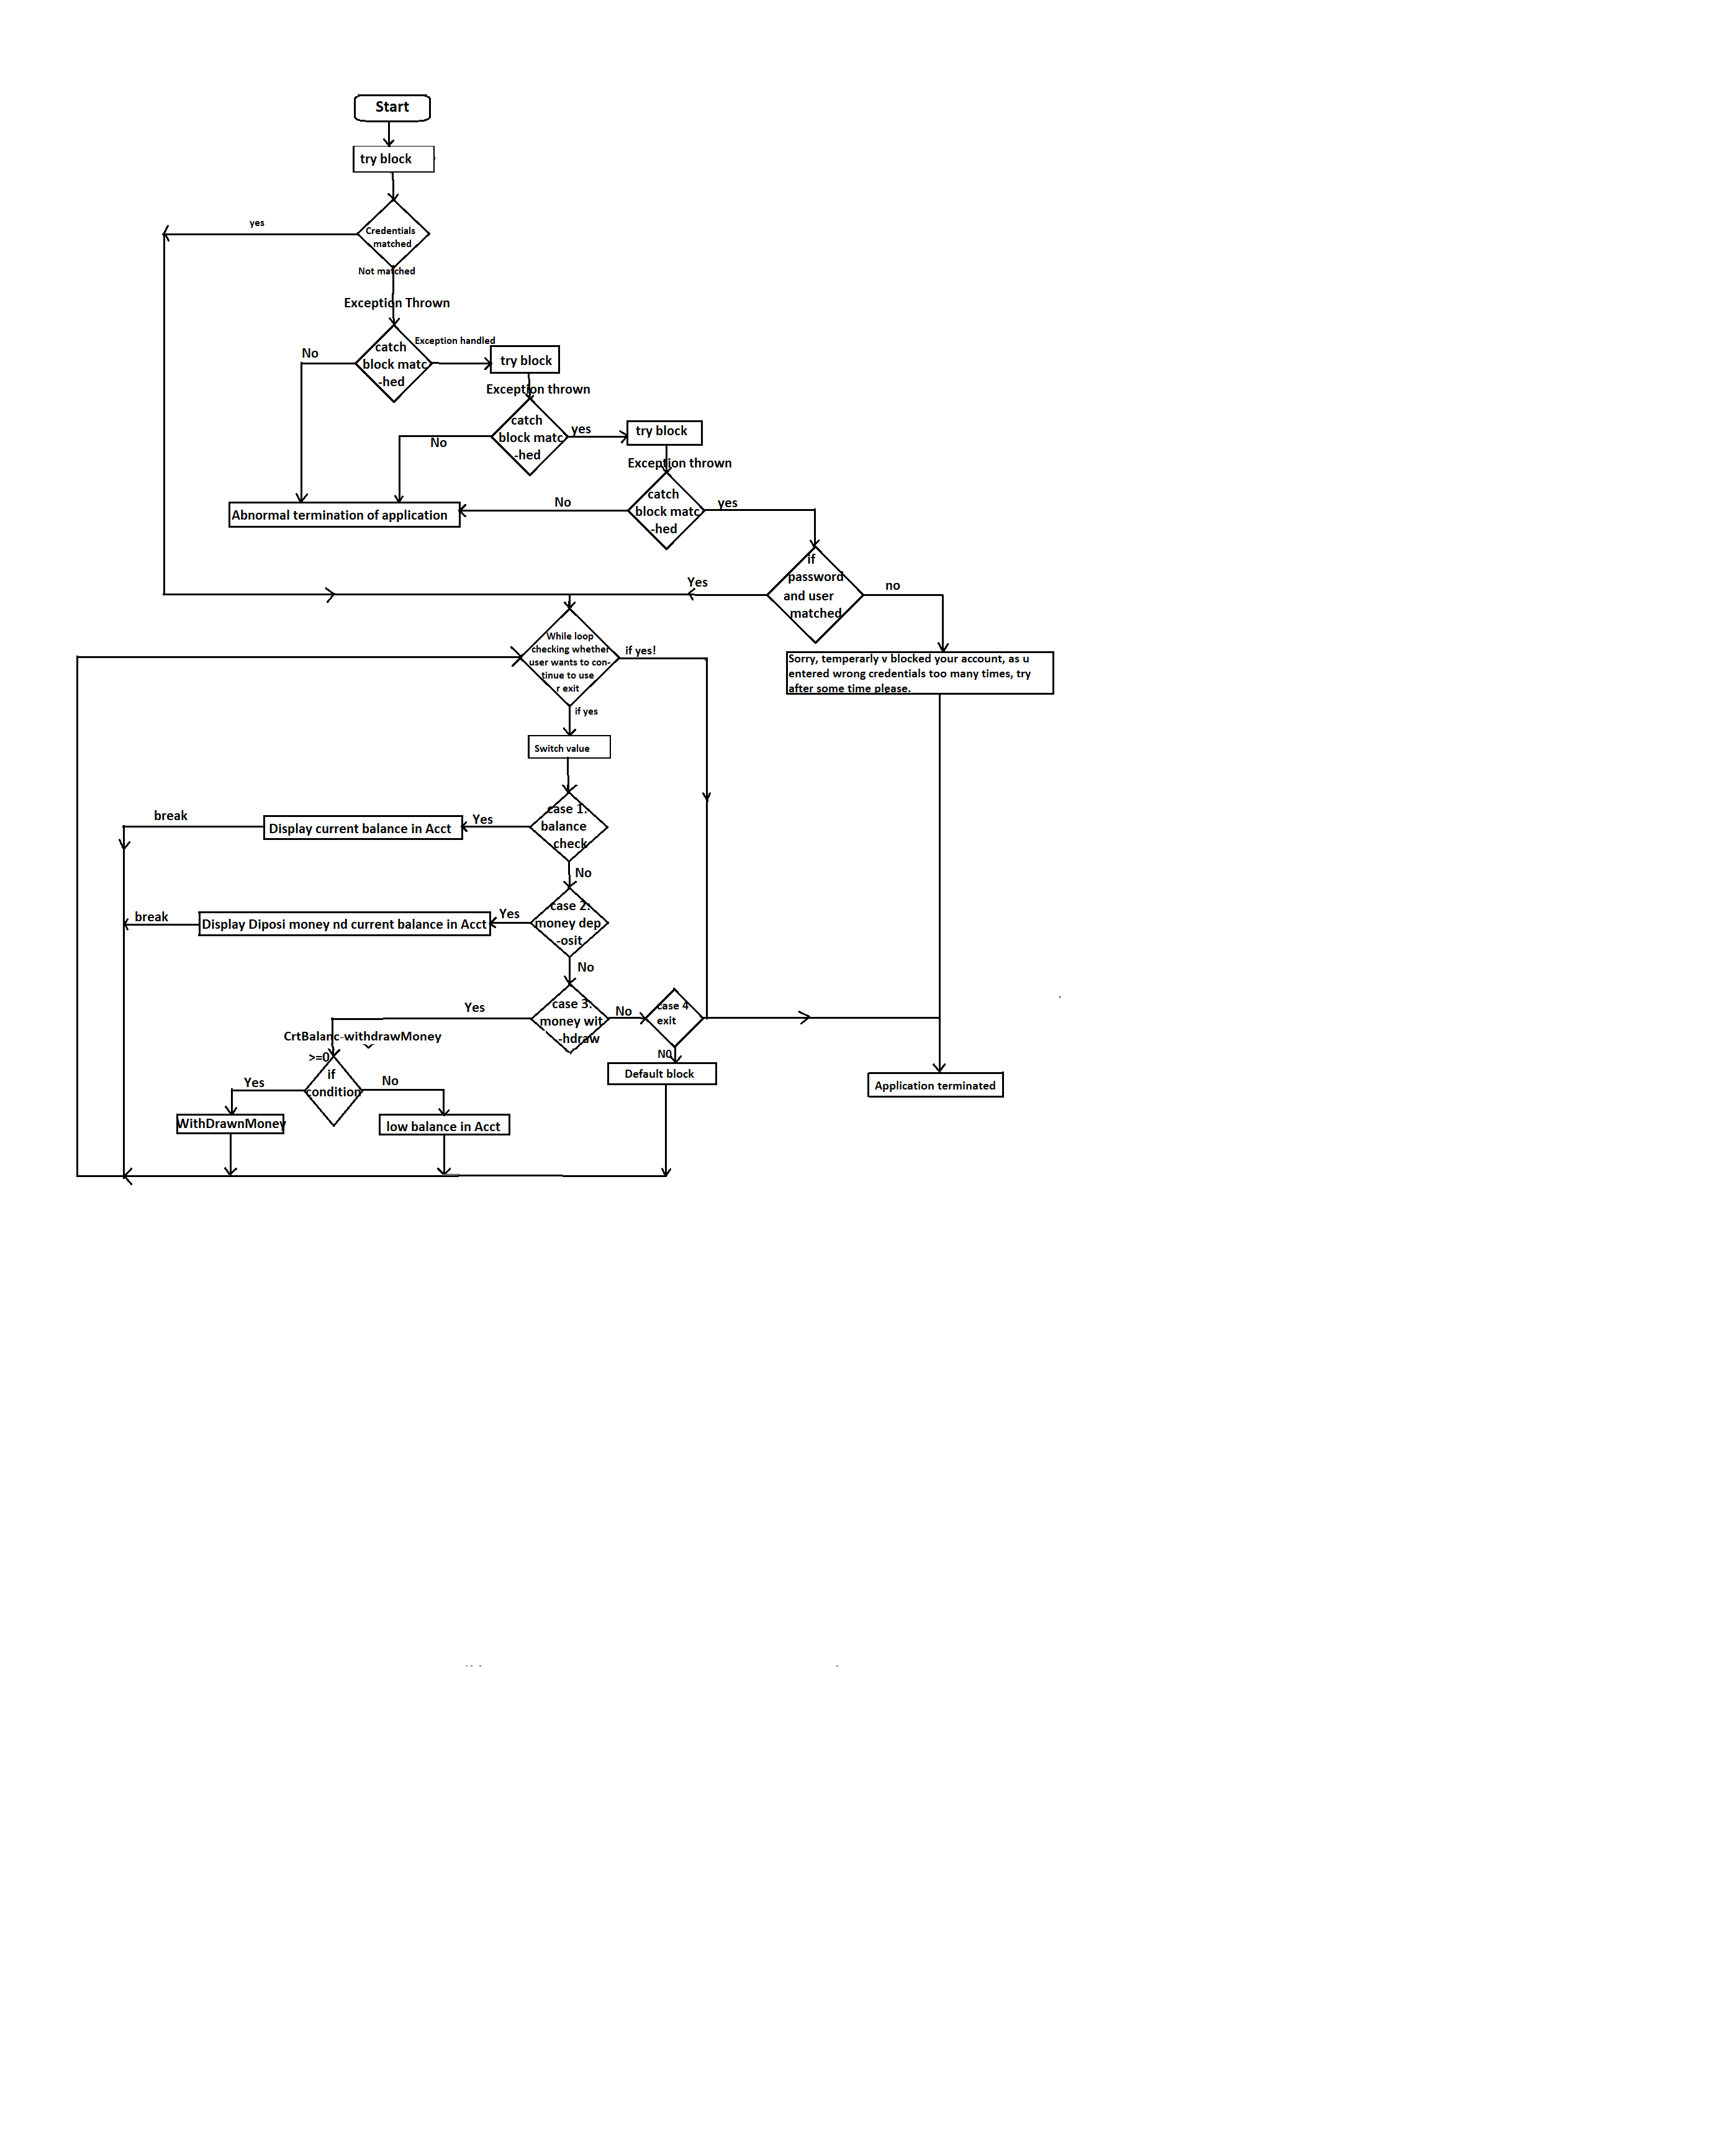 Start
try block
yes
Credentials
matched
Not matched
Exception Thrown
No
catch
block matc
-hed
Exception handled
try block
Exception thrown
No
catch
block matc
-hed
yes
try block
Exception thrown
Abnormal termination of application
No
catch
block matc
-hed
yes
if
password
and user
matched
Yes
no
While loop
checking whether
user wants to con-
tinue to use
r exit
if yes!
Sorry, temperarly v blocked your account, as u
entered wrong credentials too many times, try
after some time please.
if yes
Switch value
break
Display current balance in Acct
Yes
case 1:
balance
check
No
break
Display Diposi money nd current balance in Acct
Yes
case 2:
money dep
-osit
No
Yes
case 3:
money wit
-hdraw
No
case 4
exit
CrtBalanc-withdrawMoney
>=0
if
condition
N0
Default block
Application terminated
Yes
No
WithDrawnMoney
low balance in Acct